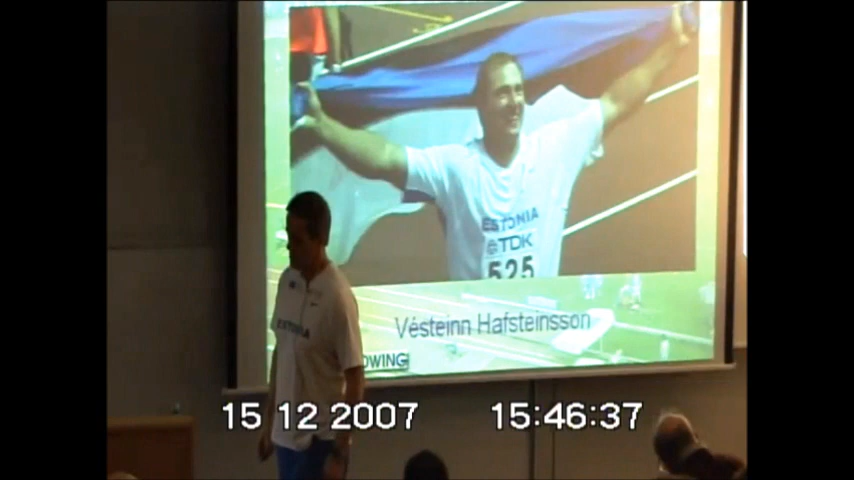 ESTONIA
TDK
525
Vésteinn Hafsteinsson
OWING
ESTONIA
15 12 2007 15:46:37